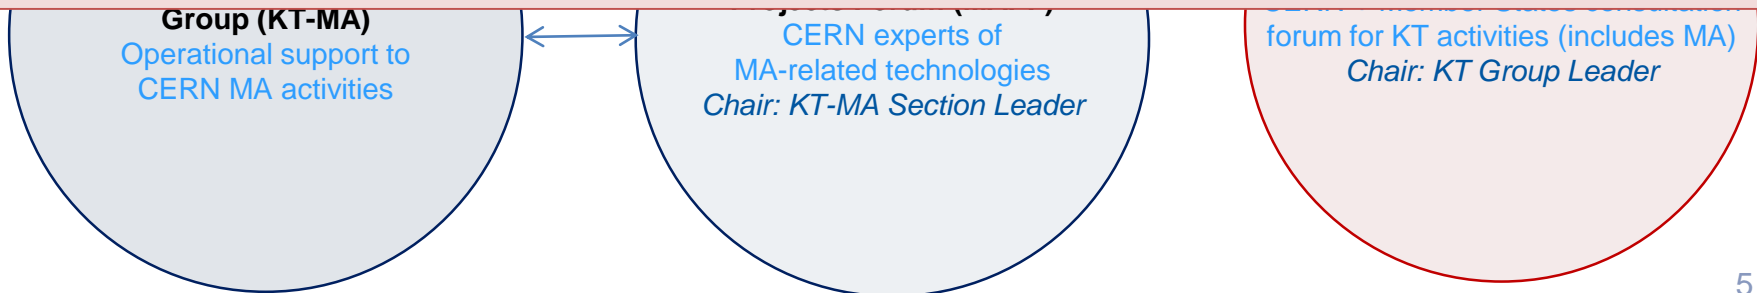 Group (KT-MA)
Operational support to
CERN MA activities
CERN experts of
MA-related technologies
Chair: KT-MA Section Leader
forum for KT activities (includes MA)
Chair: KT Group Leader
5